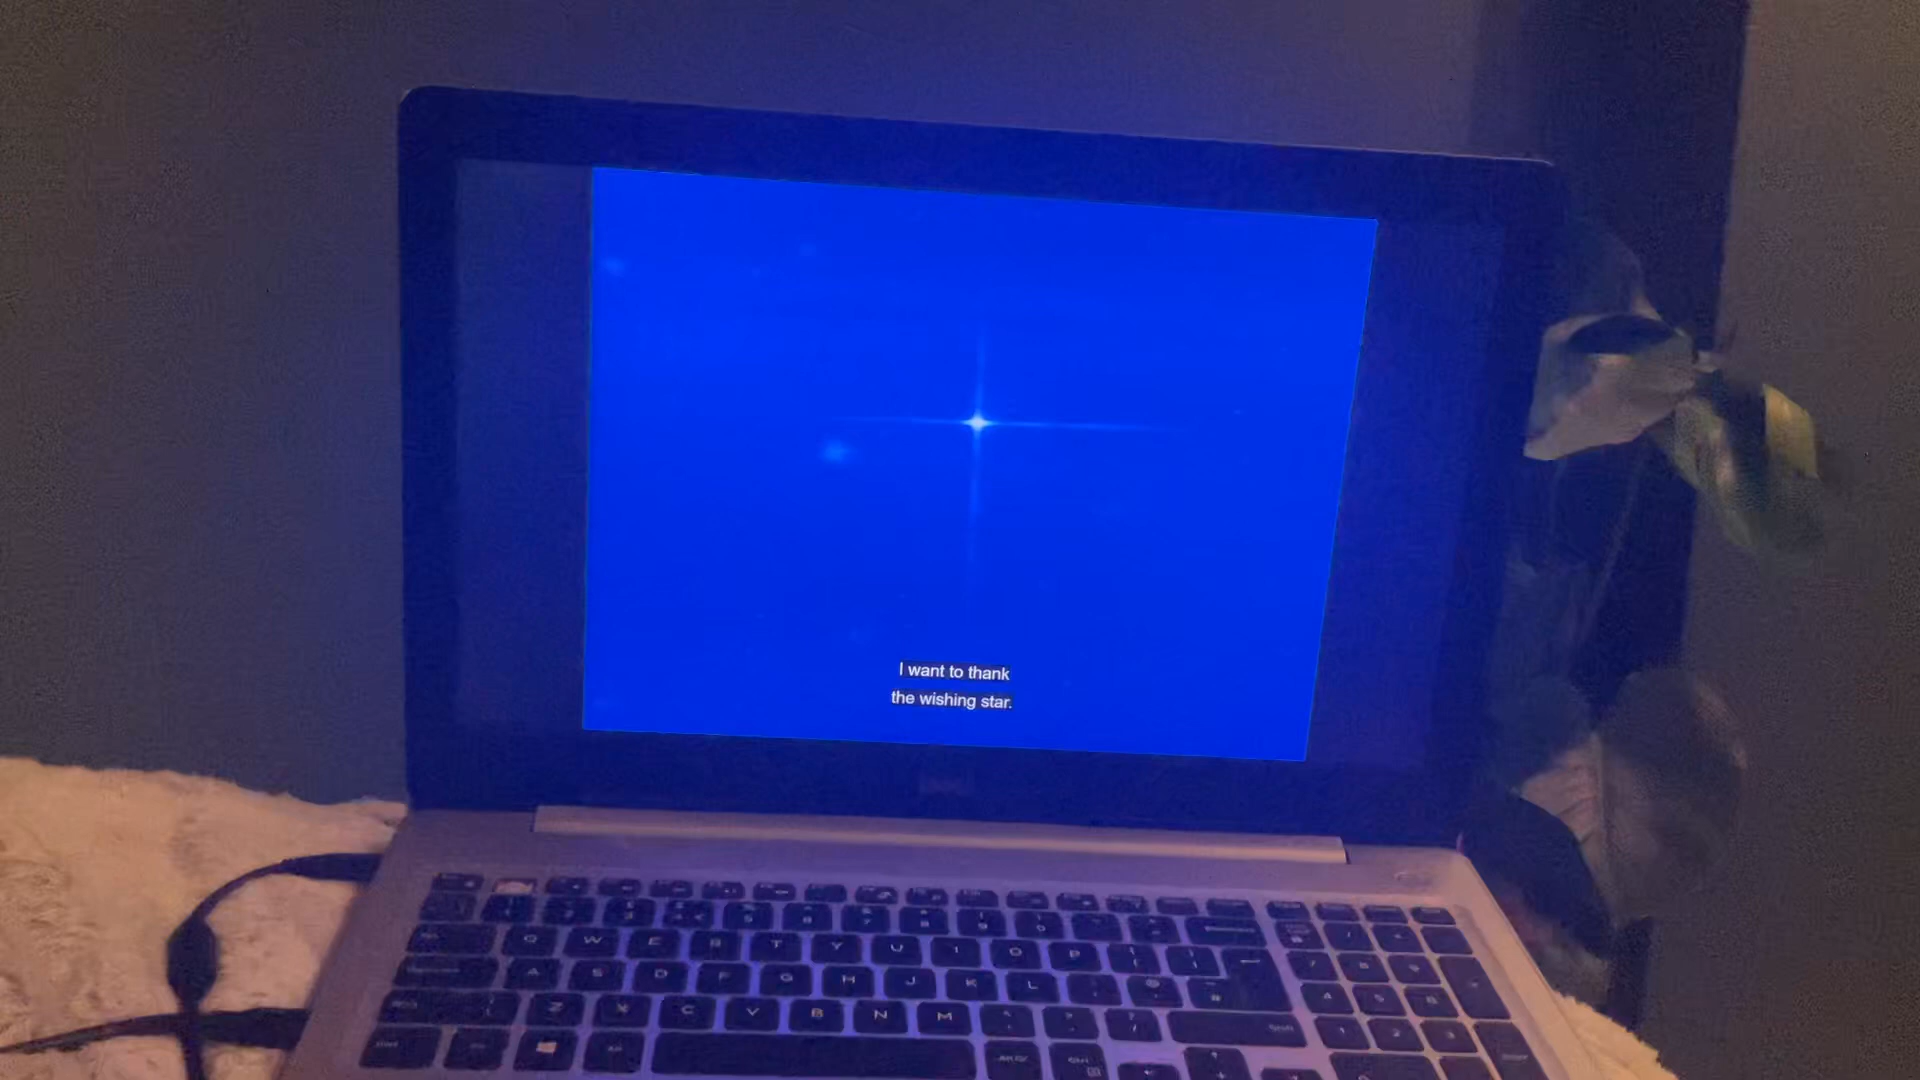 I want to thank
the wishing star.
Q W E R T Y U I O P
A S D F G H J K L
Z X C V B N M